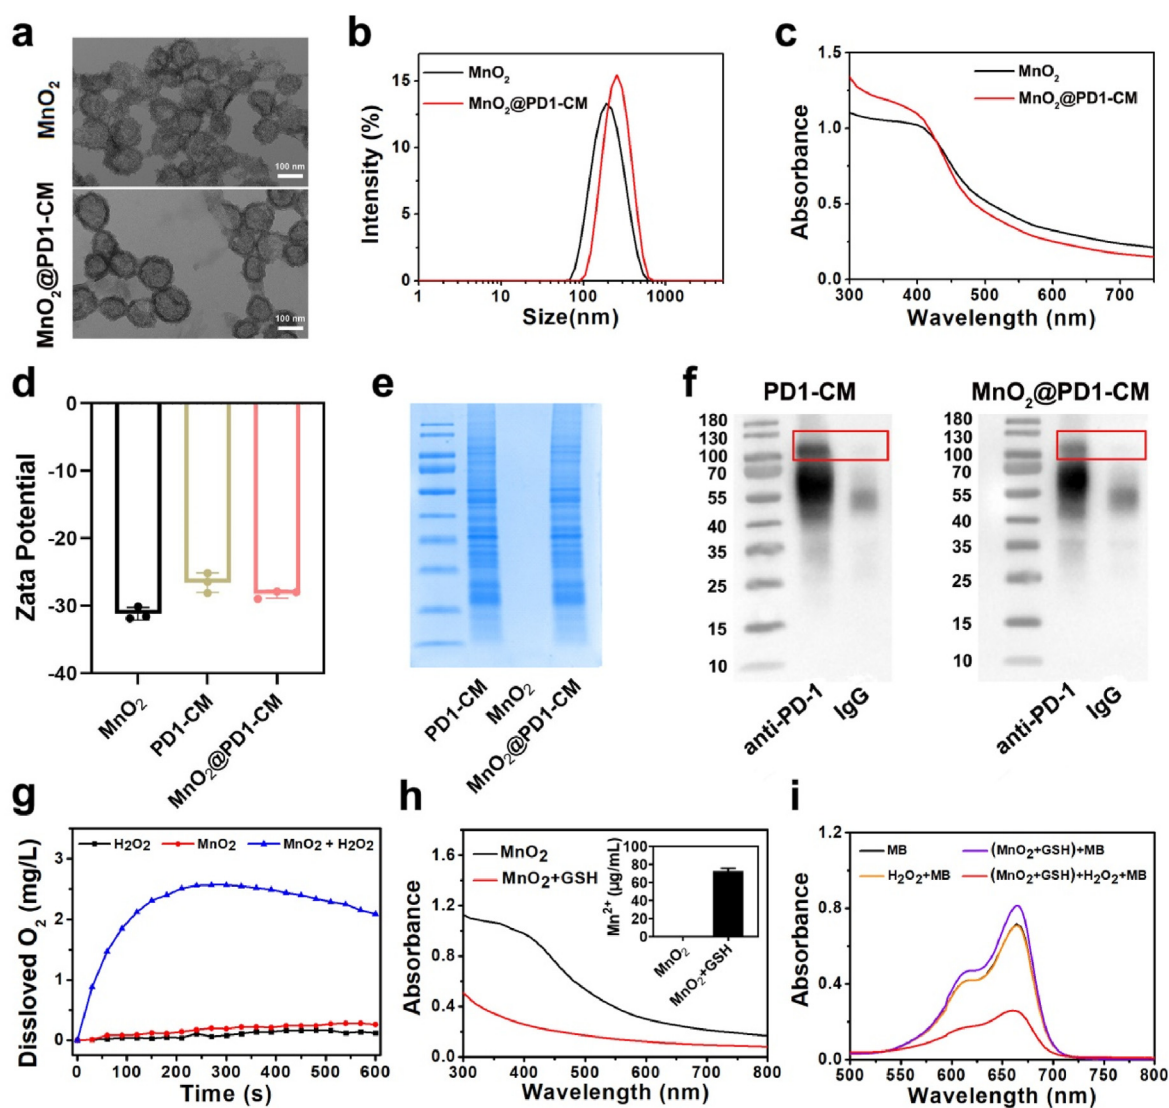 a
MnO2
100 nm
MnO2@PD1-CM
100 nm
b
MnO2
MnO2@PD1-CM
Intensity (%)
15
10
5
0
1 10 100 1000
Size(nm)
c
MnO2
MnO2@PD1-CM
Absorbance
1.5
1.0
0.5
0.0
300 400 500 600 700
Wavelength (nm)
d
Zata Potential
0
-10
-20
-30
-40
MnO2
PD1-CM
MnO2@PD1-CM
e
PD1-CM
MnO2
MnO2@PD1-CM
f
PD1-CM
180
130
100
70
55
40
35
25
15
10
anti-PD-1
IgG
MnO2@PD1-CM
180
130
100
70
55
40
35
25
15
10
anti-PD-1
IgG
g
H2O2 MnO2 MnO2 + H2O2
Dissloved O2 (mg/L)
3
2
1
0
0 100 200 300 400 500 600
Time (s)
h
MnO2
MnO2+GSH
Absorbance
1.6
1.2
0.8
0.4
0.0
300 400 500 600 700 800
Wavelength (nm)
Mn2+ (μg/mL)
100
80
60
40
20
0
MnO2
MnO2+GSH
i
MB
(MnO2+GSH)+MB
H2O2+MB
(MnO2+GSH)+H2O2+MB
Absorbance
1.2
0.8
0.4
0.0
500 550 600 650 700 750 800
Wavelength (nm)